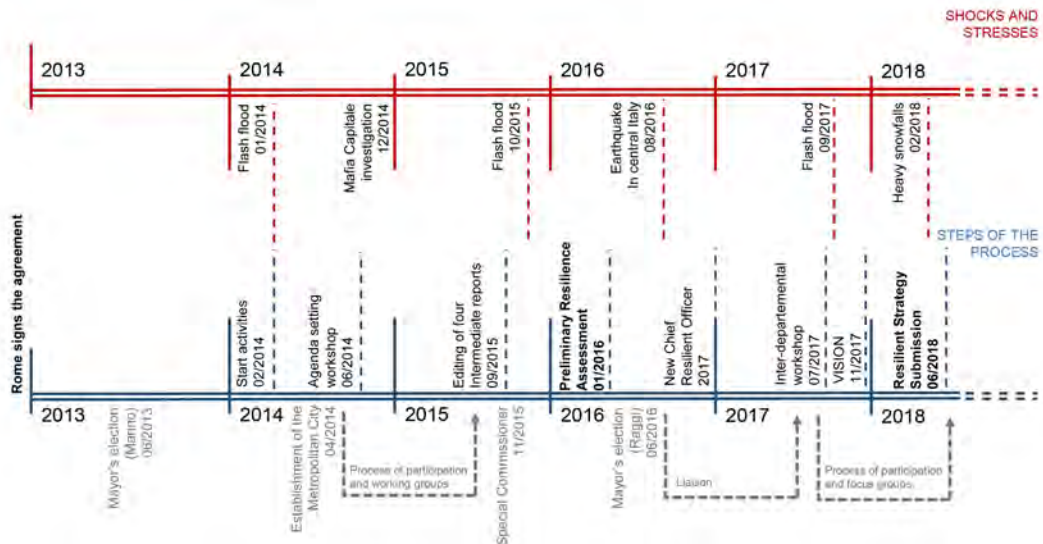 SHOCKS AND
STRESSES
2013
2014
2015
2016
2017
2018
Flash flood
01/2014
Mafia Capitale
investigation
12/2014
Flash flood
10/2015
Earthquake
In central Italy
08/2016
Flash flood
09/2017
Heavy snowfalls
02/2018
STEPS OF THE
PROCESS
Rome signs the agreement
Start activities
02/2014
Agenda setting
workshop
06/2014
Editing of four
Intermediate reports
09/2015
Preliminary Resilience
Assessment
01/2016
New Chief
Resilient Officer
2017
Inter-departemental
workshop
07/2017
VISION
11/2017
Resilient Strategy
Submission
06/2018
2013
2014
2015
2016
2017
2018
Mayor's election
(Marino)
06/2013
Establishment of the
Metropolitan City
04/2014
Process of participation
and working groups
Special Commissioner
11/2015
Mayor's election
(Raggi)
06/2016
Liaison
Process of participation
and focus groups